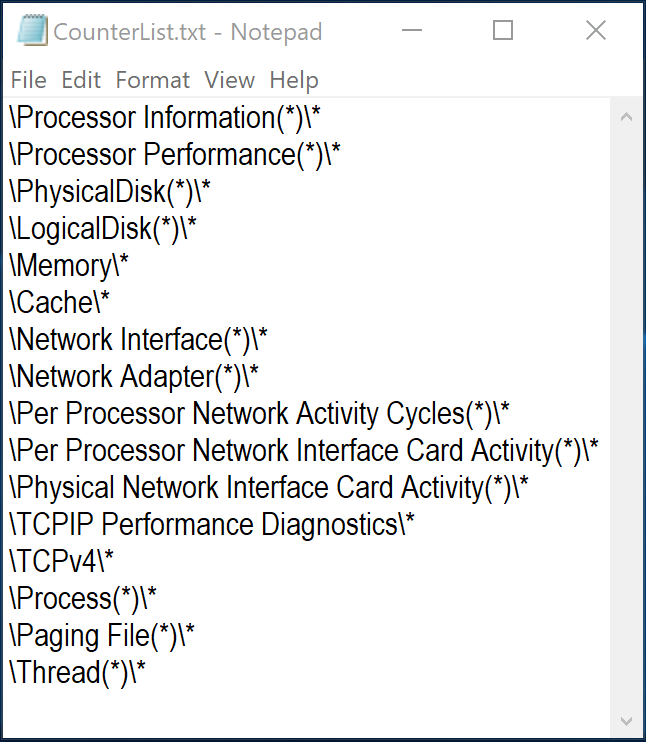 CounterList.txt - Notepad
File Edit Format View Help
\Processor Information(*)\*
\Processor Performance(*)\*
\PhysicalDisk(*)\*
\LogicalDisk(*)\*
\Memory\*
\Cache\*
\Network Interface(*)\*
\Network Adapter(*)\*
\Per Processor Network Activity Cycles(*)\*
\Per Processor Network Interface Card Activity(*)\*
\Physical Network Interface Card Activity(*)\*
\TCPIP Performance Diagnostics\*
\TCPv4\*
\Process(*)\*
\Paging File(*)\*
\Thread(*)\*